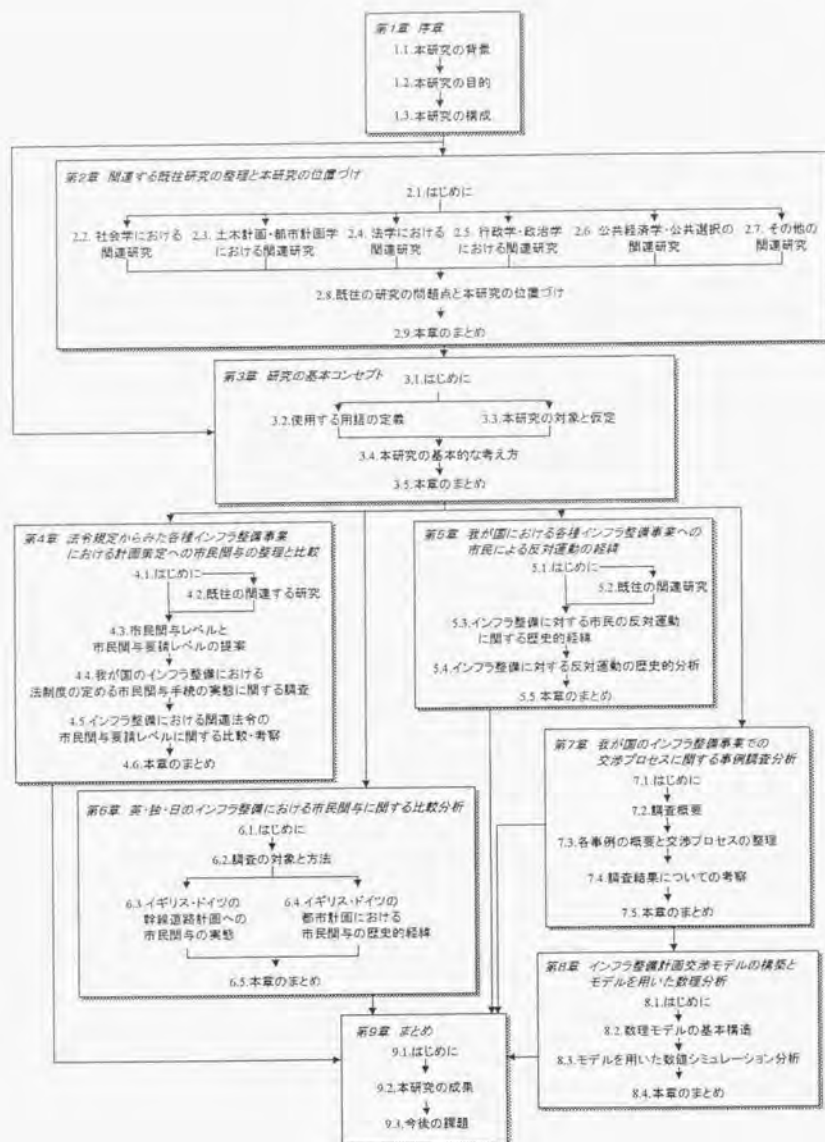 第1章 序章
1.1.本研究の背景
1.2.本研究の目的
1.3.本研究の構成
第2章 関連する既往研究の整理と本研究の位置づけ
2.1.はじめに
2.2. 社会学における
関連研究
2.3. 土木計画・都市計画学
における関連研究
2.4. 法学における
関連研究
2.5. 行政学・政治学
における関連研究
2.6. 公共経済学・公共選択の
関連研究
2.7. その他の
関連研究
2.8.既往の研究の問題点と本研究の位置づけ
2.9.本章のまとめ
第3章 研究の基本コンセプト
3.1.はじめに
3.2.使用する用語の定義
3.3.本研究の対象と仮定
3.4.本研究の基本的な考え方
3.5.本章のまとめ
第4章 法令規定からみた各種インフラ整備事業
における計画策定への市民関与の整理と比較
4.1.はじめに
4.2.既往の関連する研究
4.3.市民関与レベルと
市民関与要請レベルの提案
4.4.我が国のインフラ整備における
法制度の定める市民関与手続の実態に関する調査
4.5.インフラ整備における関連法令の
市民関与要請レベルに関する比較・考察
4.6.本章のまとめ
第5章 我が国における各種インフラ整備事業への
市民による反対運動の経緯
5.1.はじめに
5.2.既往の関連研究
5.3.インフラ整備に対する市民の反対運動
に関する歴史的経緯
5.4.インフラ整備に対する反対運動の歴史的分析
5.5.本章のまとめ
第6章 英・独・日のインフラ整備における市民関与に関する比較分析
6.1.はじめに
6.2.調査の対象と方法
6.3.イギリス・ドイツの
幹線道路計画への
市民関与の実態
6.4.イギリス・ドイツの
都市計画における
市民関与の歴史的経緯
6.5.本章のまとめ
第7章 我が国のインフラ整備事業での
交渉プロセスに関する事例調査分析
7.1.はじめに
7.2.調査概要
7.3.各事例の概要と交渉プロセスの整理
7.4.調査結果についての考察
7.5.本章のまとめ
第8章 インフラ整備計画交渉モデルの構築と
モデルを用いた数理分析
8.1.はじめに
8.2.数理モデルの基本構造
8.3.モデルを用いた数値シミュレーション分析
8.4.本章のまとめ
第9章 まとめ
9.1.はじめに
9.2.本研究の成果
9.3.今後の課題